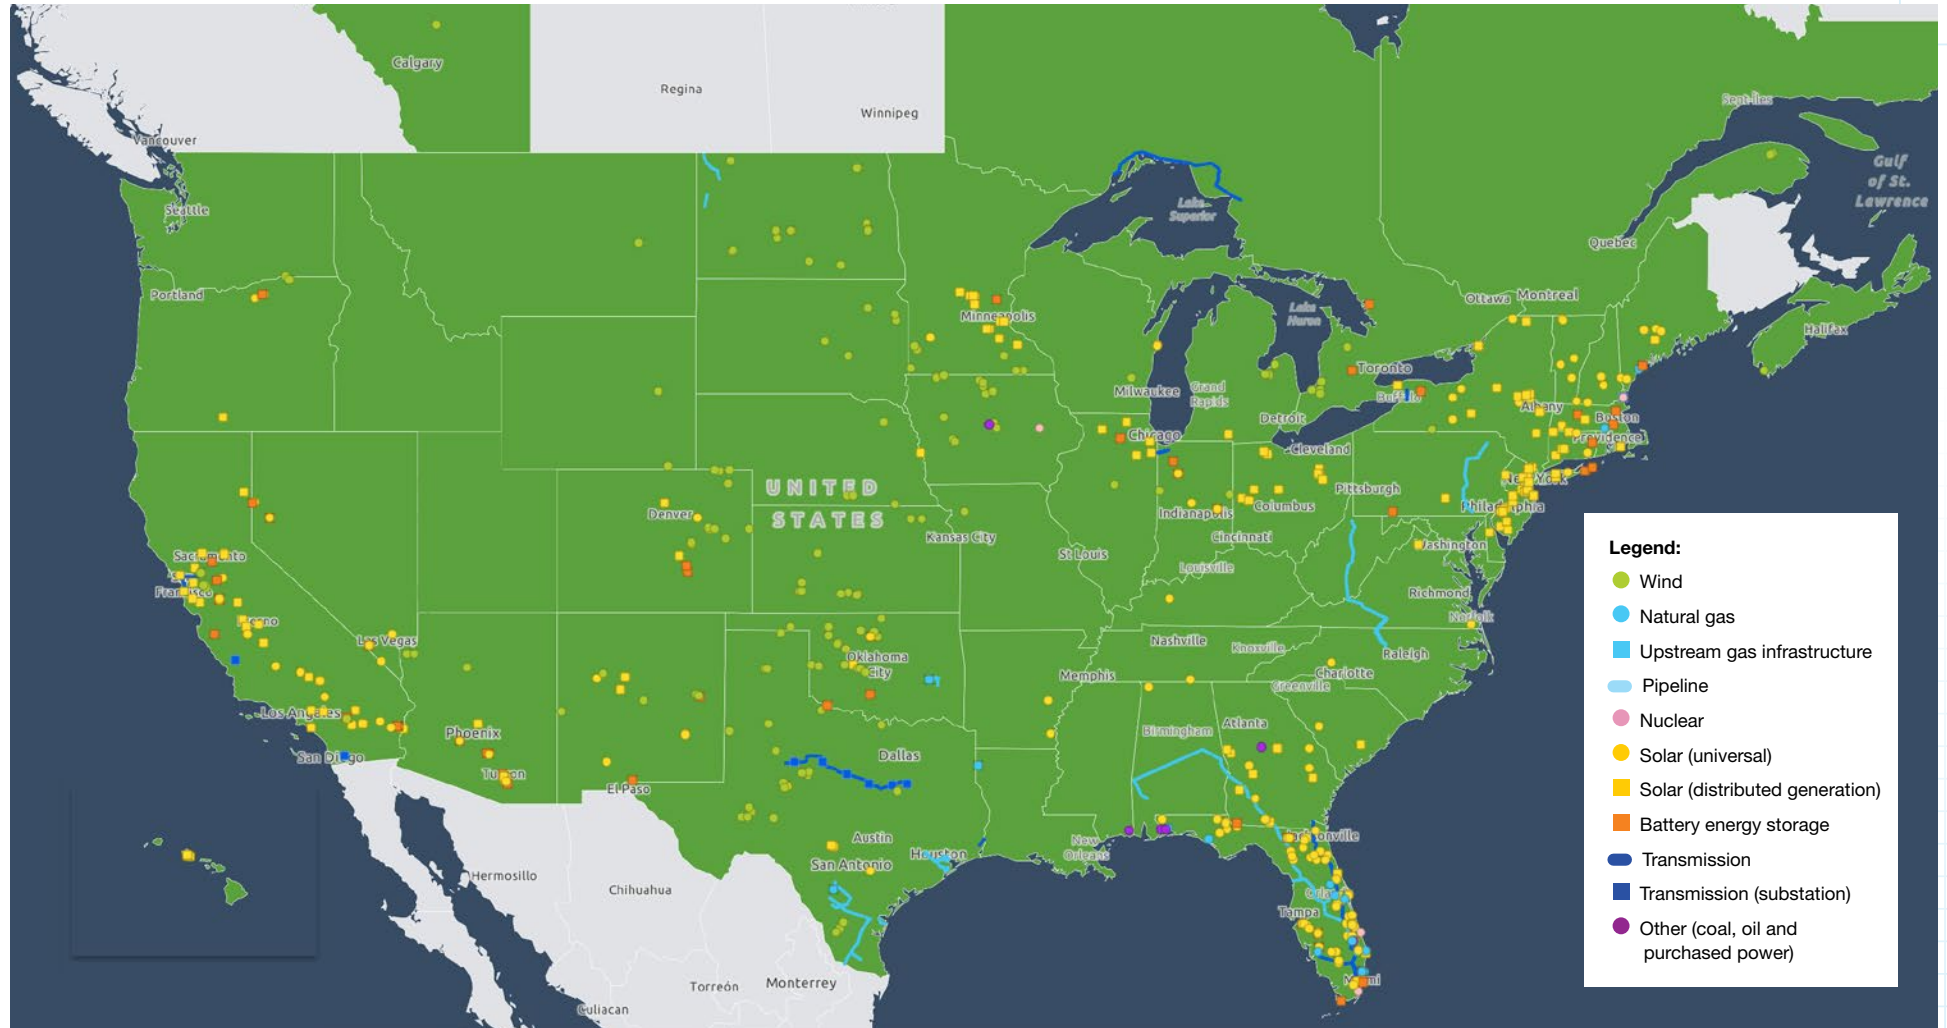 Calgary
Regina
Winnipeg
Sept-Îles
Vancouver
Gulf
of St.
Lawrence
Seattle
Lake
Superior
Quebec
Portland
Ottawa
Montreal
Minneapolis
Lake
Huron
Halifax
Toronto
Milwaukee
Grand
Rapids
Buffalo
Albany
Detroit
Boston
Chicago
Providence
Cleveland
UNITED
STATES
New York
Pittsburgh
Denver
Indianapolis
Columbus
Philadelphia
Kansas City
Cincinnati
Washington
Sacramento
St Louis
Louisville
Francisco
Richmond
Norfolk
Fresno
Las Vegas
Nashville
Knoxville
Oklahoma
City
Raleigh
Memphis
Charlotte
Greenville
Los Angeles
Phoenix
Birmingham
Atlanta
San Diego
Dallas
Tucson
El Paso
Austin
New
Orleans
Jacksonville
Houston
San Antonio
Hermosillo
Chihuahua
Orlando
Tampa
Miami
Torreón
Monterrey
Culiacan
Legend:
Wind
Natural gas
Upstream gas infrastructure
Pipeline
Nuclear
Solar (universal)
Solar (distributed generation)
Battery energy storage
Transmission
Transmission (substation)
Other (coal, oil and
purchased power)